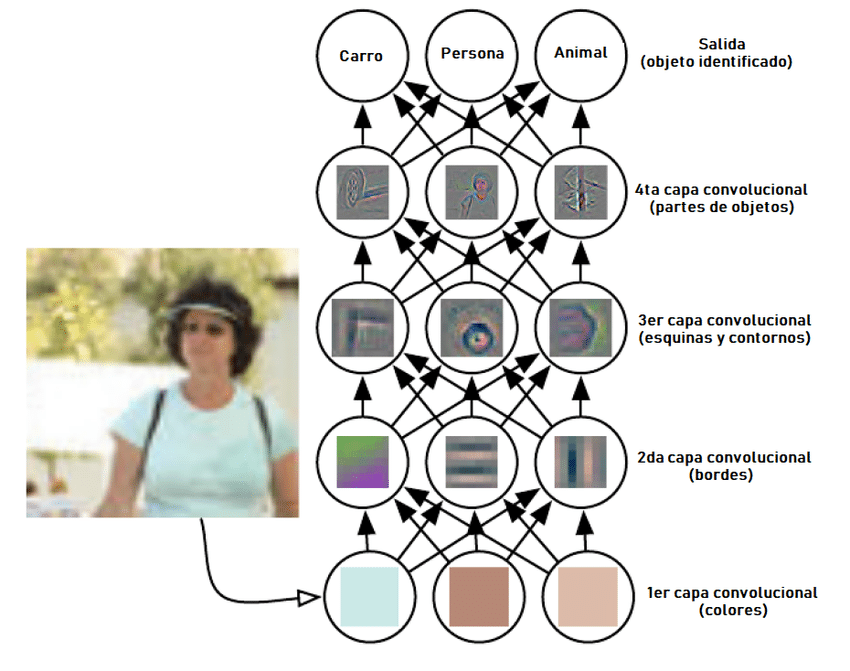 Carro
Persona
Animal
Salida
(objeto identificado)
4ta capa convolucional
(partes de objetos)
3er capa convolucional
(esquinas y contornos)
2da capa convolucional
(bordes)
1er capa convolucional
(colores)